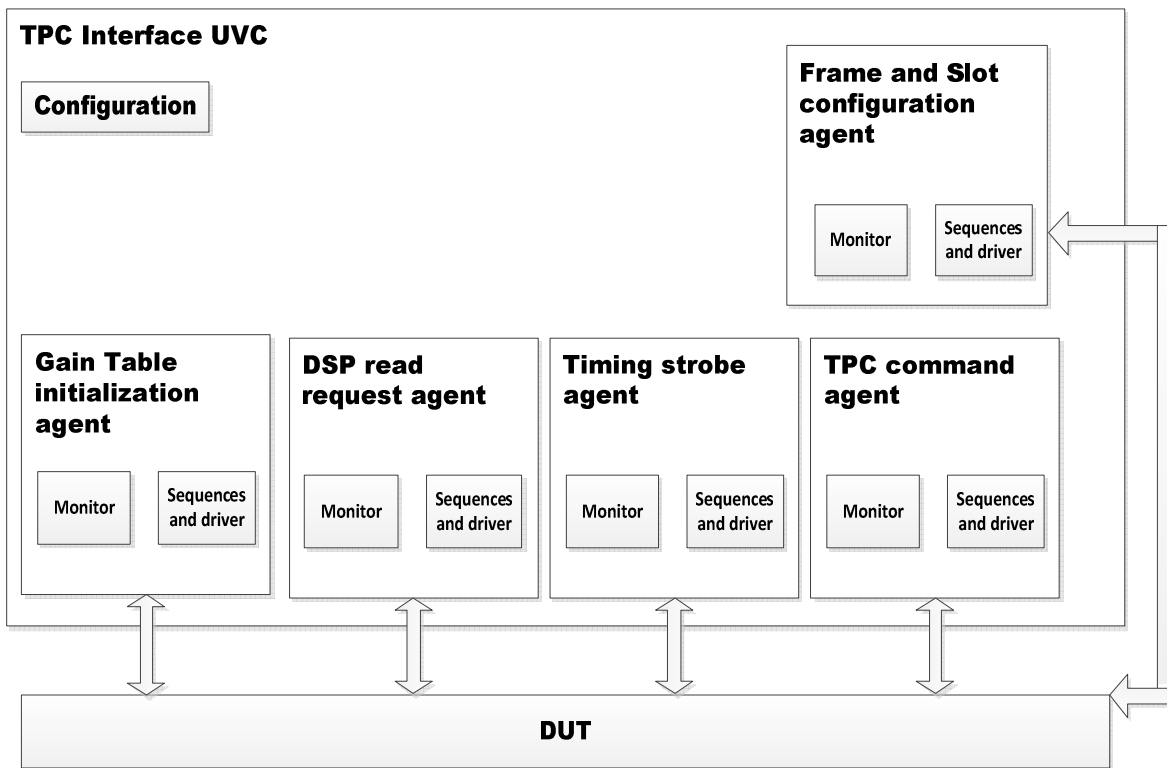 TPC Interface UVC
Configuration
Frame and Slot
configuration
agent
Monitor
Sequences
and driver
Gain Table
initialization
agent
Monitor
Sequences
and driver
DSP read
request agent
Monitor
Sequences
and driver
Timing strobe
agent
Monitor
Sequences
and driver
TPC command
agent
Monitor
Sequences
and driver
DUT